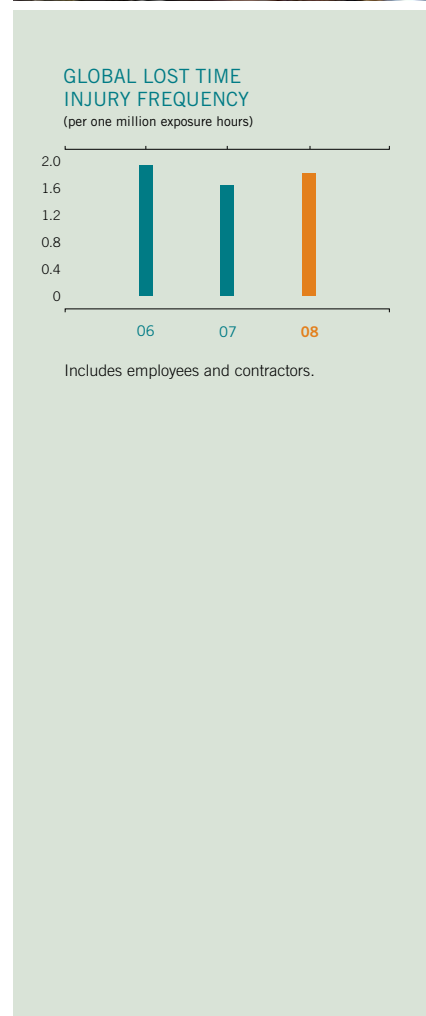 GLOBAL LOST TIME
INJURY FREQUENCY
(per one million exposure hours)
2.0
1.6
1.2
0.8
0.4
0
06 07 08
Includes employees and contractors.